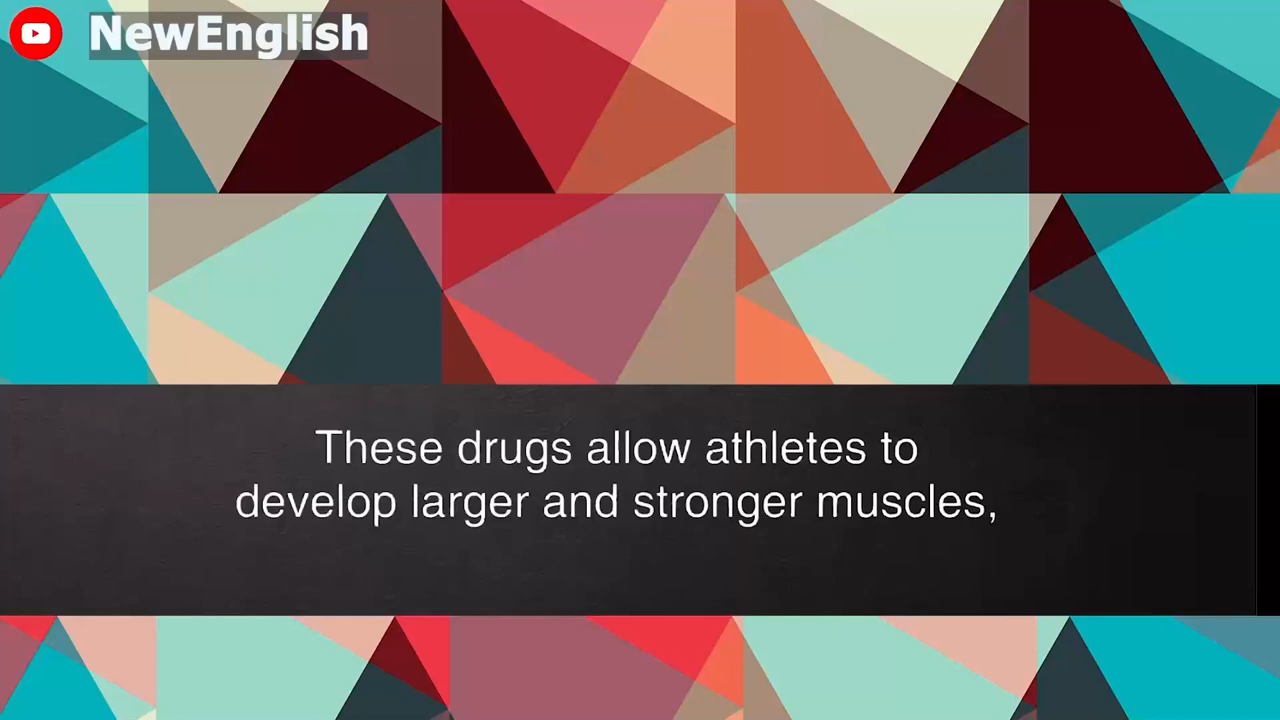 NewEnglish
These drugs allow athletes to
develop larger and stronger muscles,